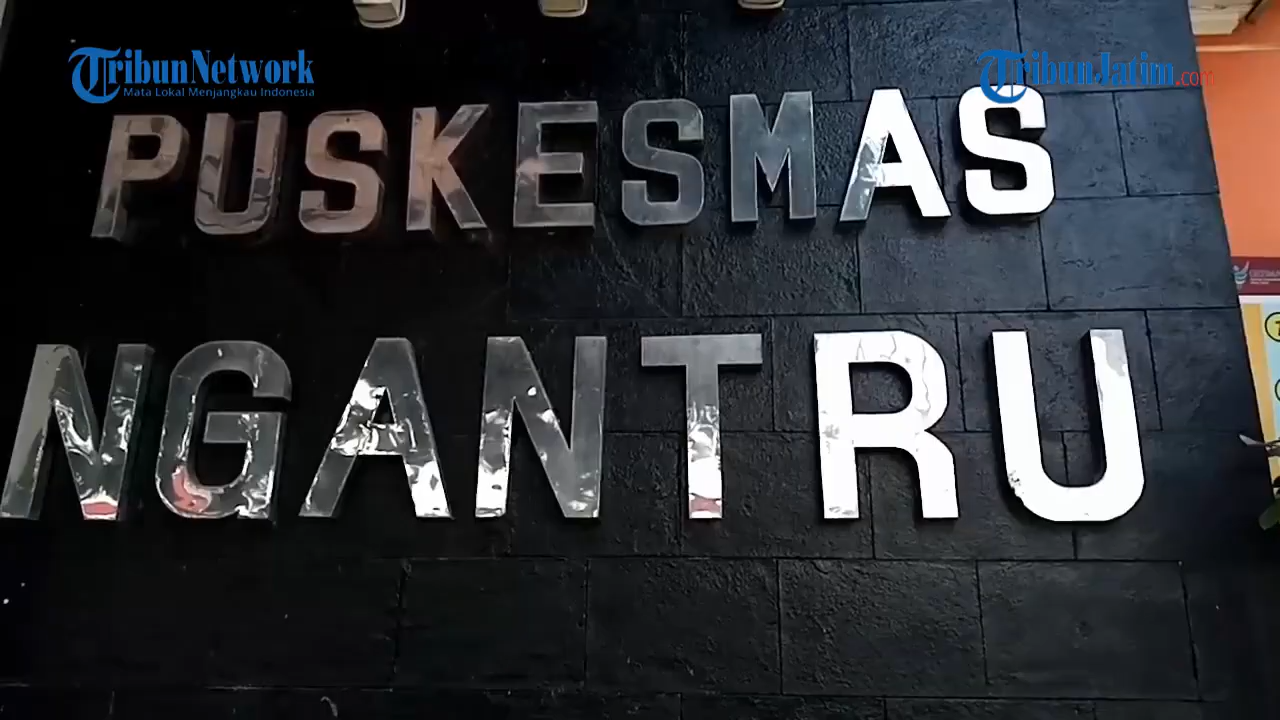 TribunNetwork
Mata Lokal Menjangkau Indonesia
TribunJatim.com
PUSKESMAS
NGANTRU